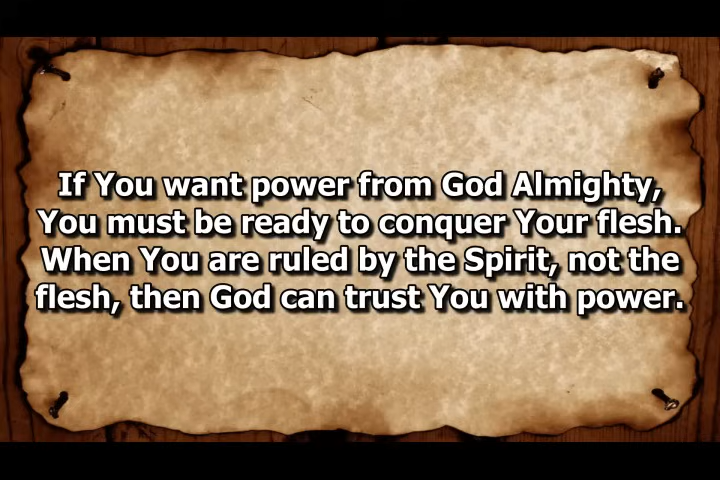 If You want power from God Almighty,
You must be ready to conquer Your flesh.
When You are ruled by the Spirit, not the
flesh, then God can trust You with power.